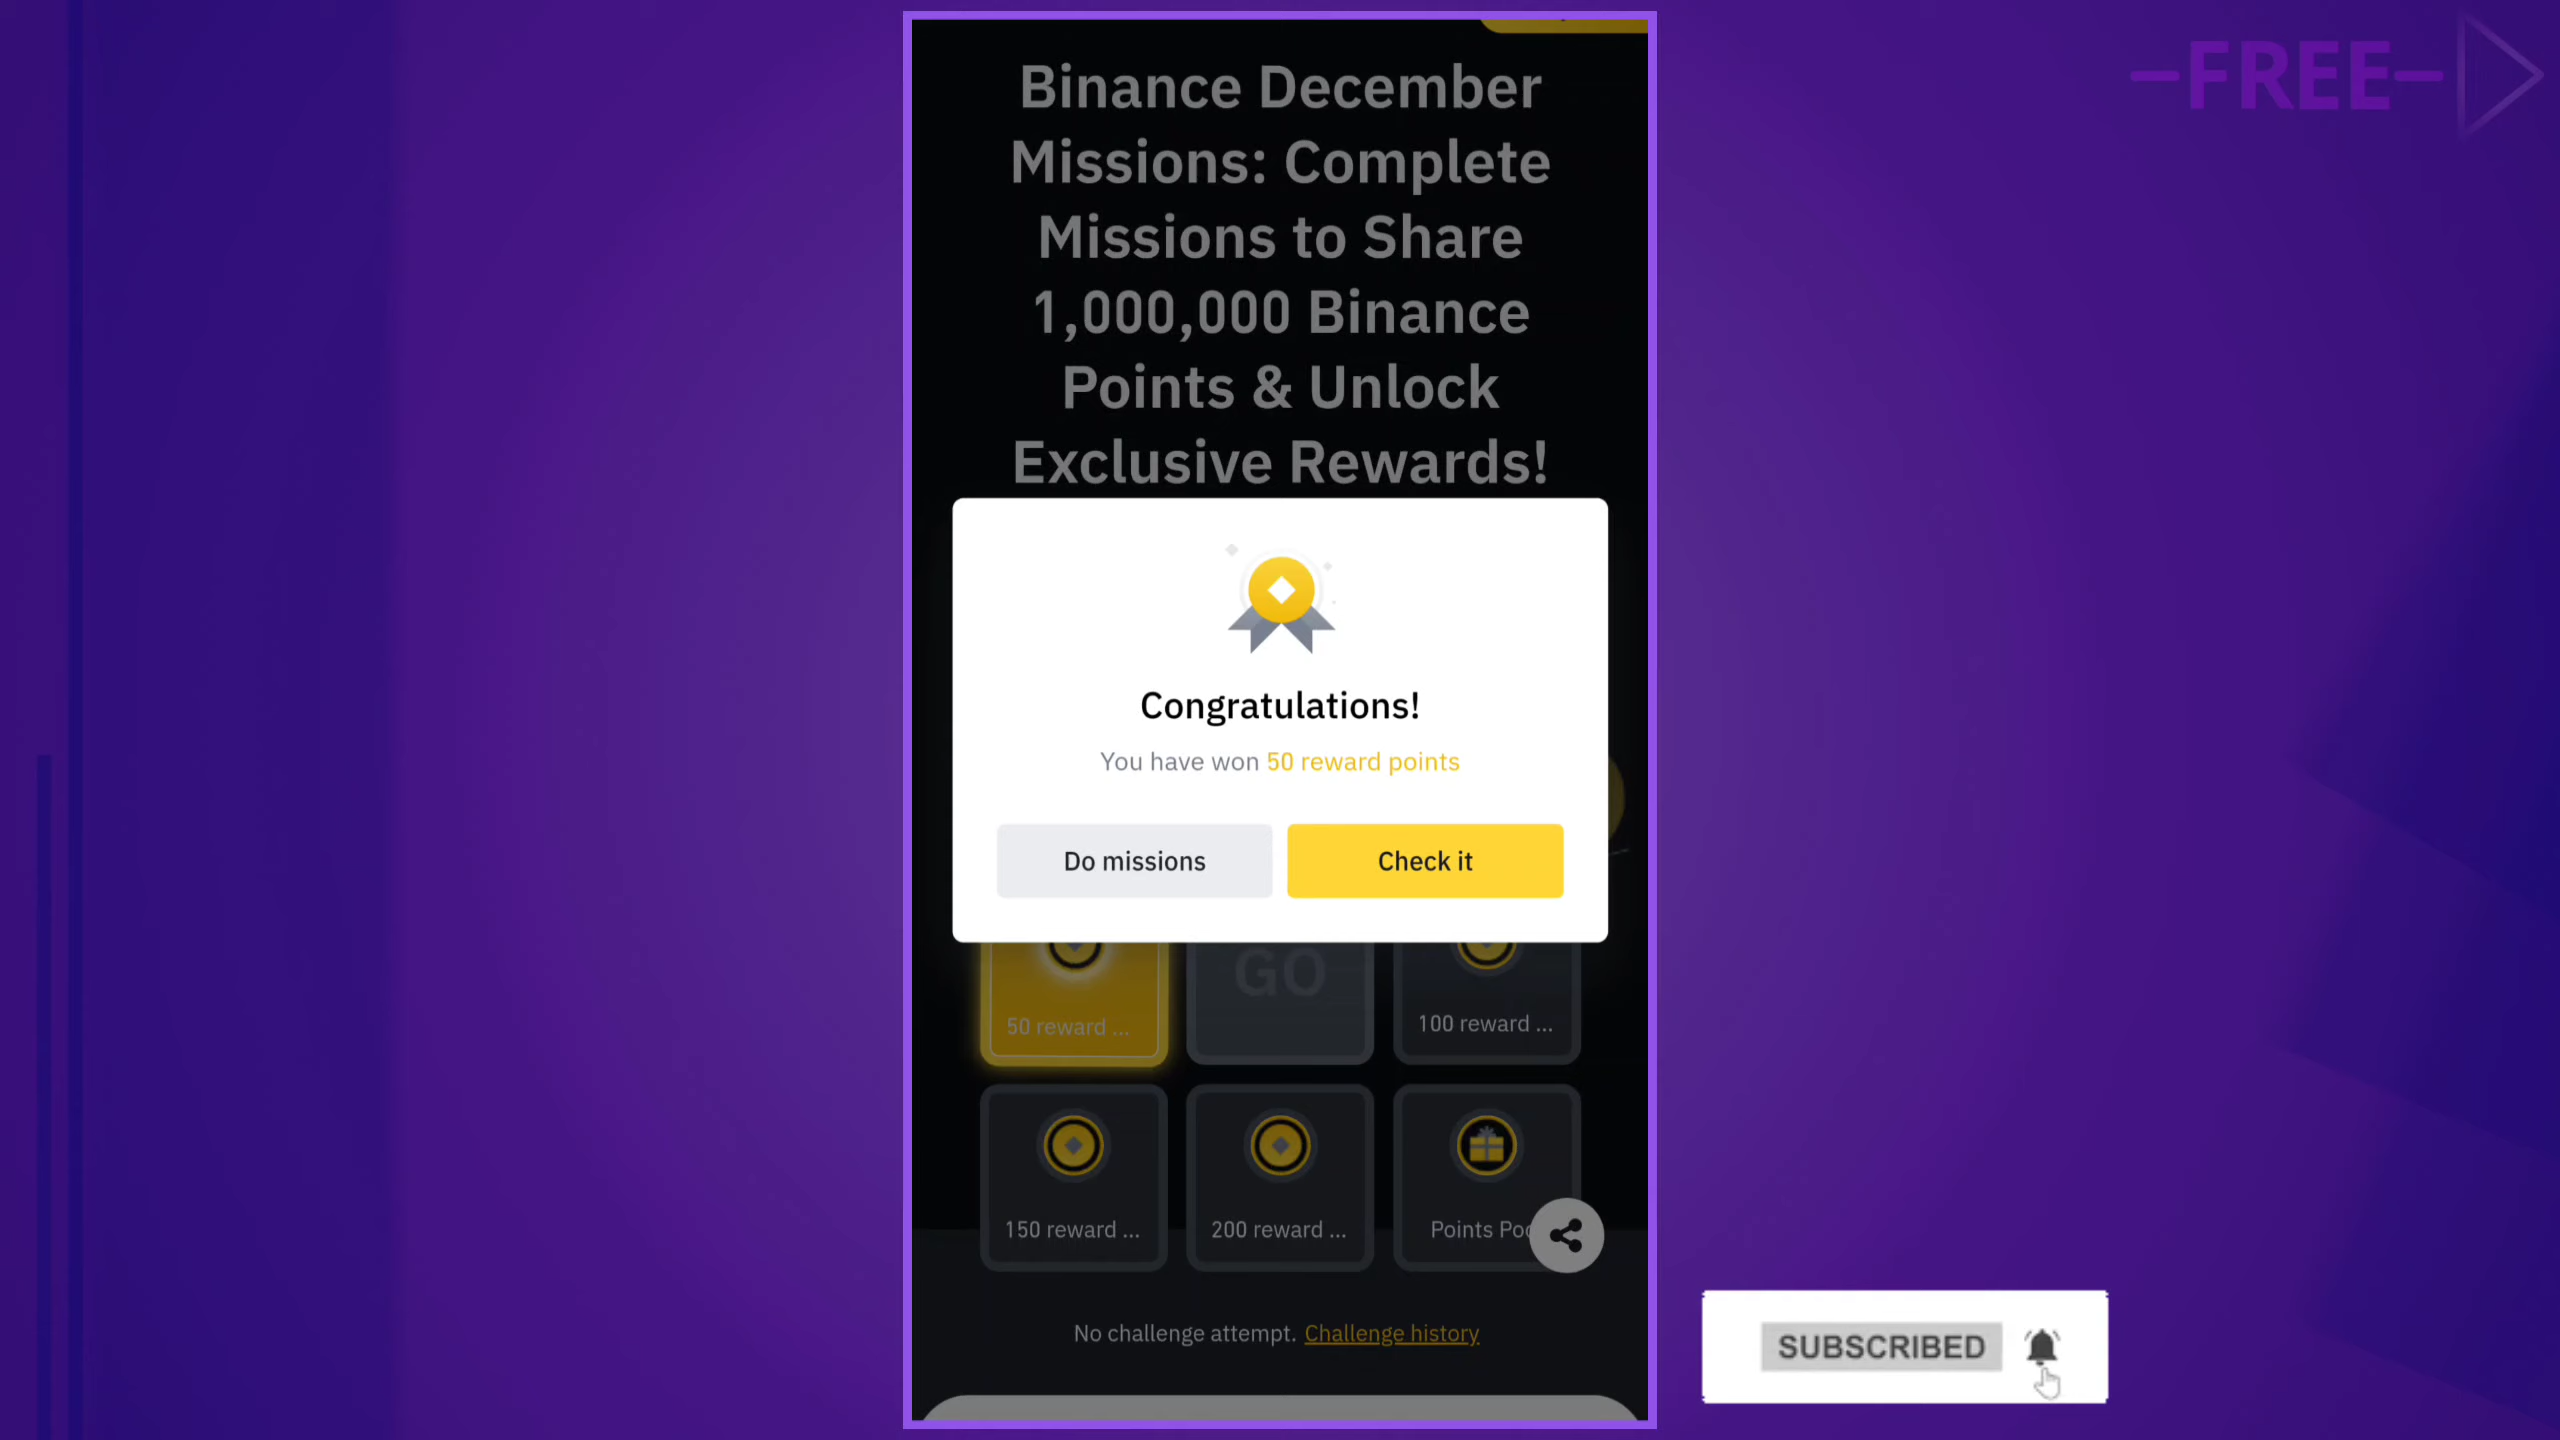 –FREE–
Binance December
Missions: Complete
Missions to Share
1,000,000 Binance
Points & Unlock
Exclusive Rewards!
Congratulations!
You have won 50 reward points
Do missions
Check it
50 reward ...
GO
100 reward ...
150 reward ...
200 reward ...
Points Poo
No challenge attempt. Challenge history
SUBSCRIBED